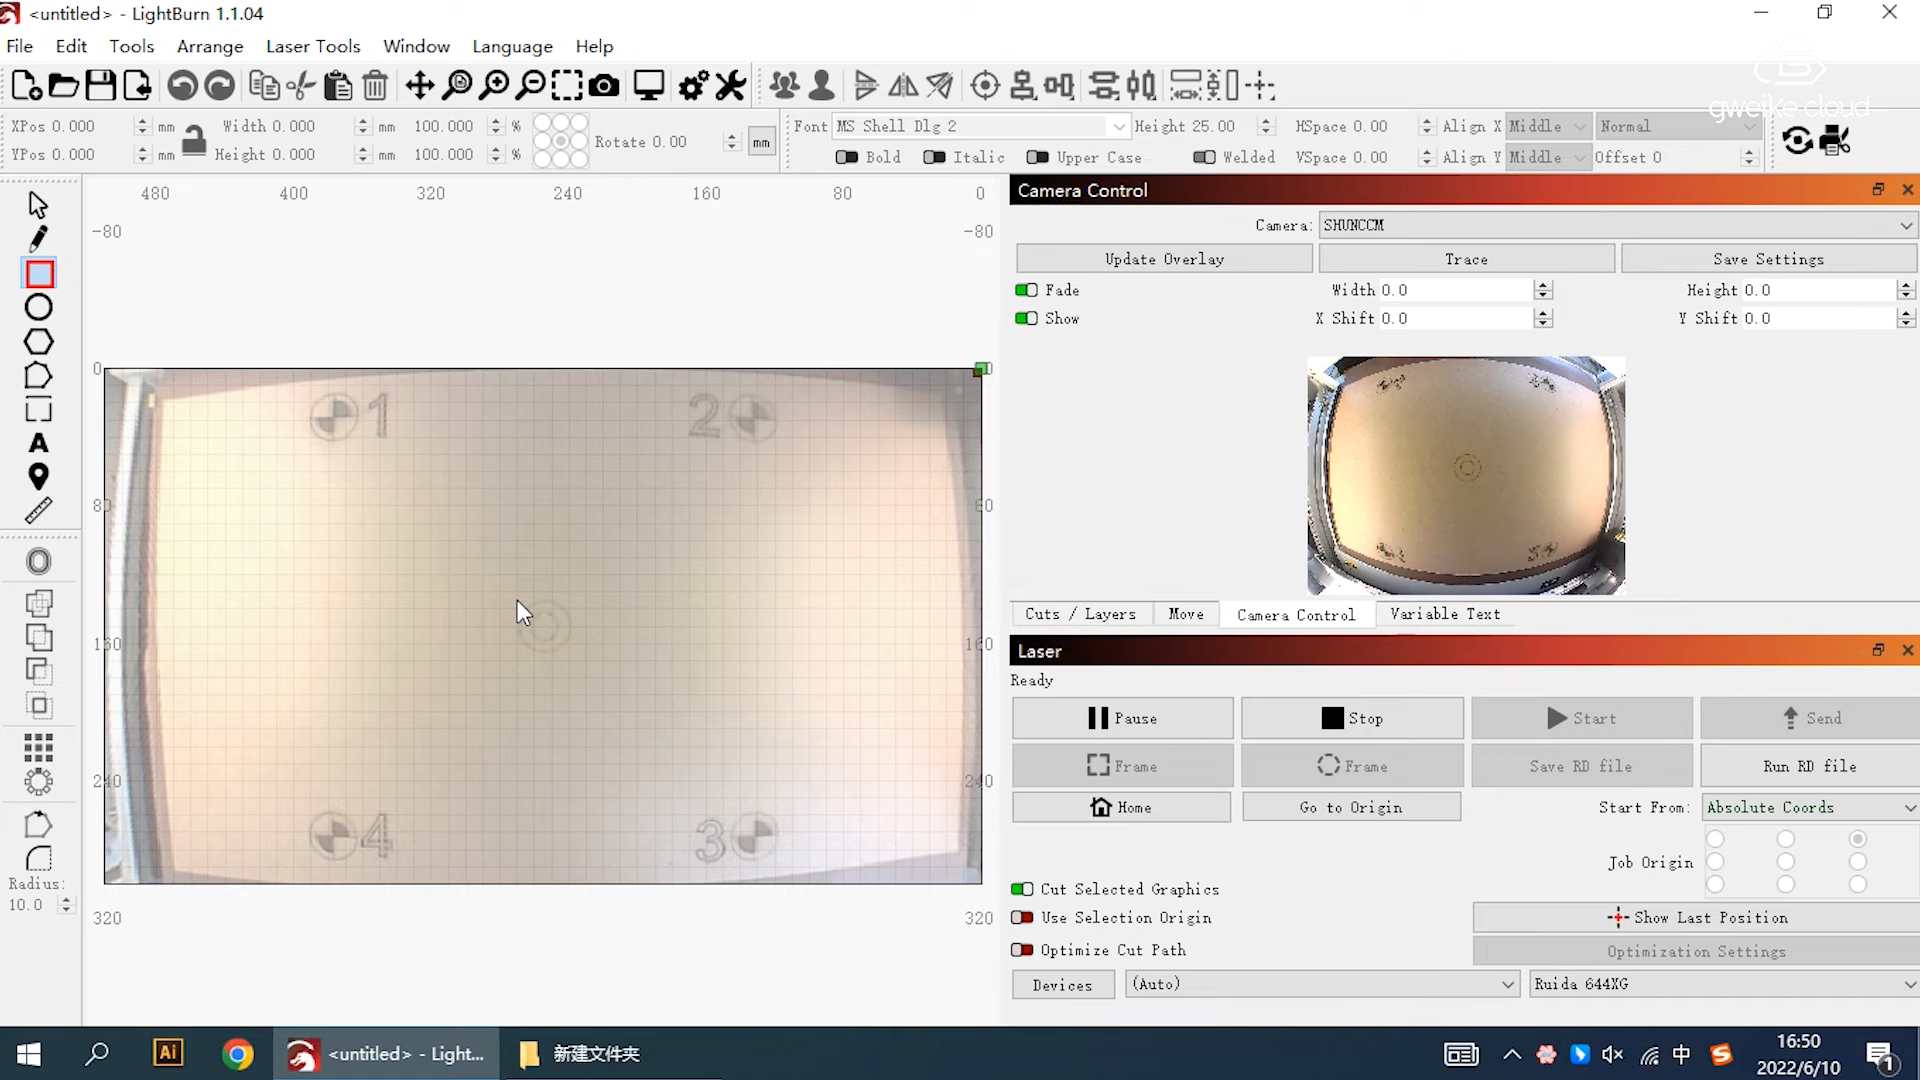 <untitled> - LightBurn 1.1.04
File Edit Tools Arrange Laser Tools Window Language Help
gweike cloud
XPos 0.000 mm Width 0.000 mm 100.000 % Rotate 0.00 mm Font MS Shell Dlg 2 Height 25.00 HSpace 0.00 Align X Middle Normal
YPos 0.000 mm Height 0.000 mm 100.000 % Bold Italic Upper Case Welded VSpace 0.00 Align Y Middle Offset 0
480 400 320 240 160 80 0
-80 -80
0 0
1 2
80 80
160 160
240 240
4 3
320 320
Radius:
10.0
Camera Control
Camera: SHUNCCM
Update Overlay Trace Save Settings
Fade Width 0.0 Height 0.0
Show X Shift 0.0 Y Shift 0.0
Cuts / Layers Move Camera Control Variable Text
Laser
Ready
Pause Stop Start Send
Frame Frame Save RD file Run RD file
Home Go to Origin Start From: Absolute Coords
Job Origin
Cut Selected Graphics
Use Selection Origin Show Last Position
Optimize Cut Path Optimization Settings
Devices (Auto) Ruida 644XG
Ai <untitled> - Light... 新建文件夹 中 S 16:50
2022/6/10 1